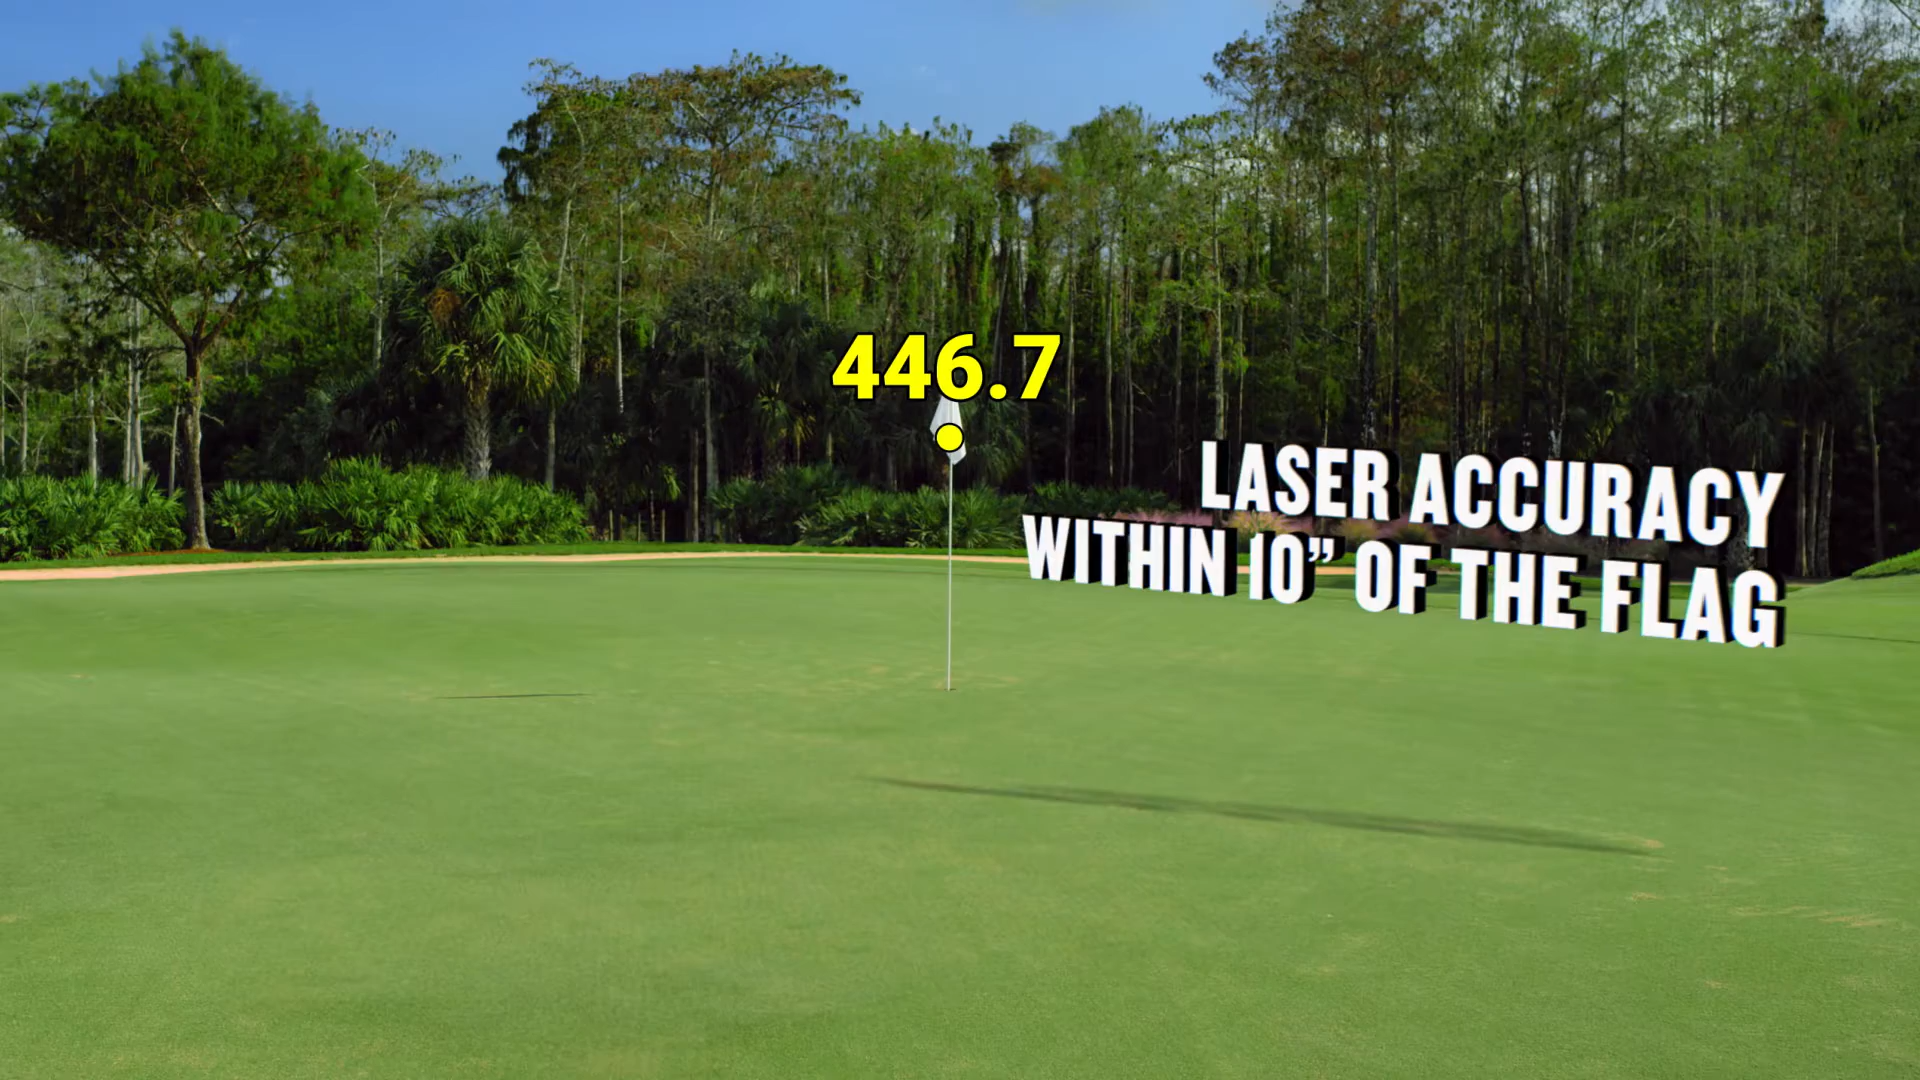 446.7
LASER ACCURACY
WITHIN 10” OF THE FLAG